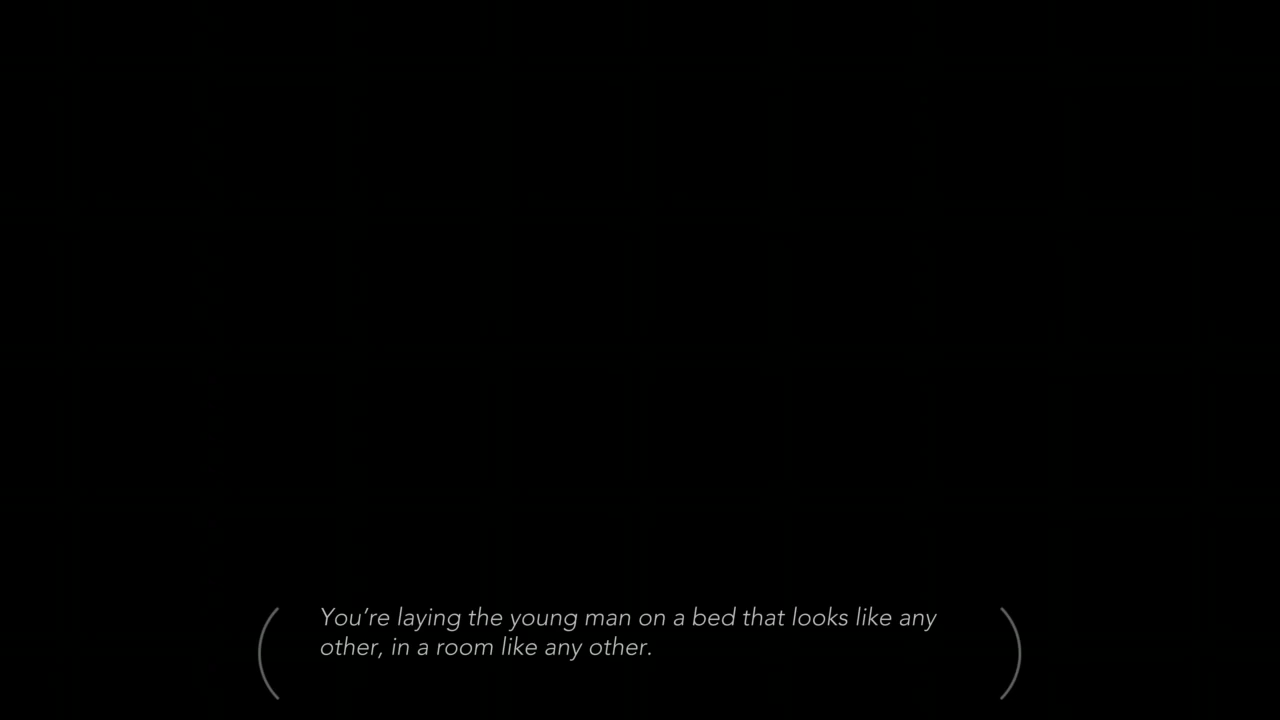 You’re laying the young man on a bed that looks like any
other, in a room like any other.